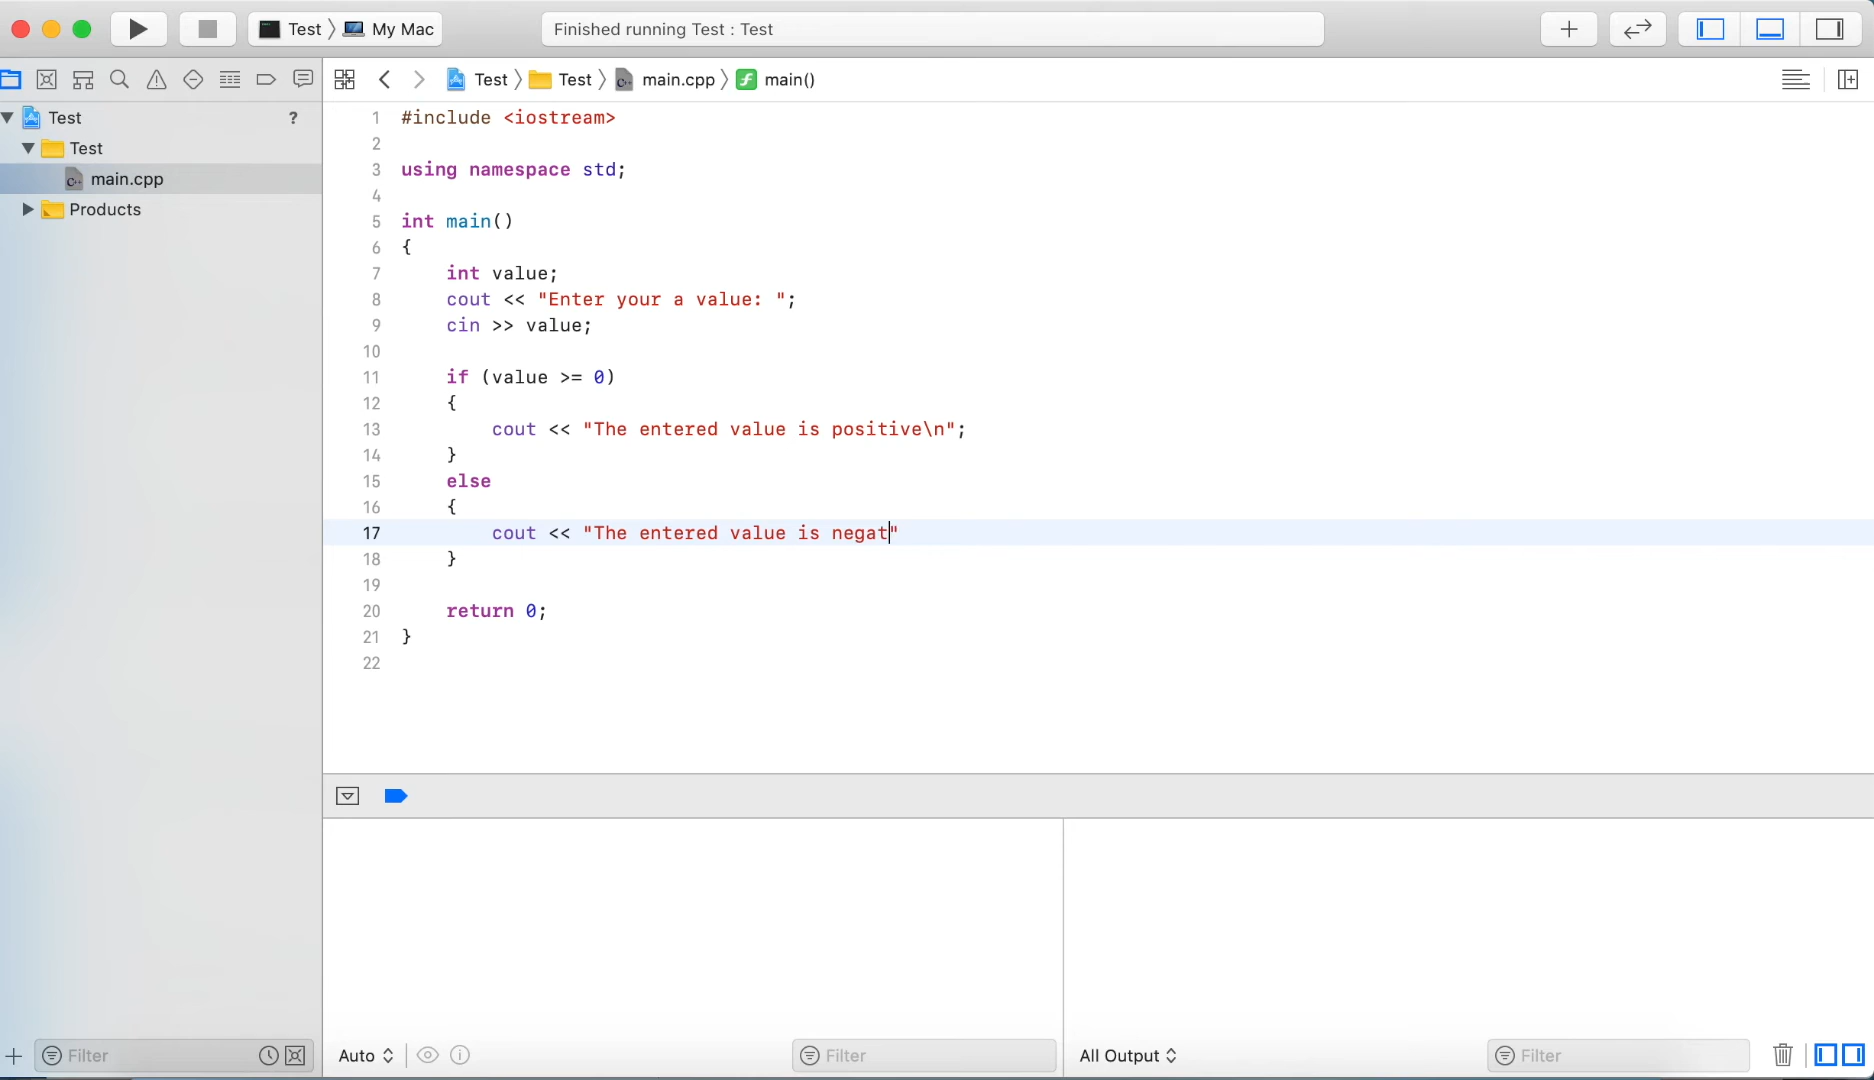 Test 〉 My Mac
Finished running Test : Test
Test 〉 Test 〉 main.cpp 〉 main()
Test ?
Test
main.cpp
Products
1 #include <iostream>
2
3 using namespace std;
4
5 int main()
6 {
7 int value;
8 cout << "Enter your a value: ";
9 cin >> value;
10
11 if (value >= 0)
12 {
13 cout << "The entered value is positive\n";
14 }
15 else
16 {
17 cout << "The entered value is negat"
18 }
19
20 return 0;
21 }
22
Filter
Auto
Filter
All Output
Filter